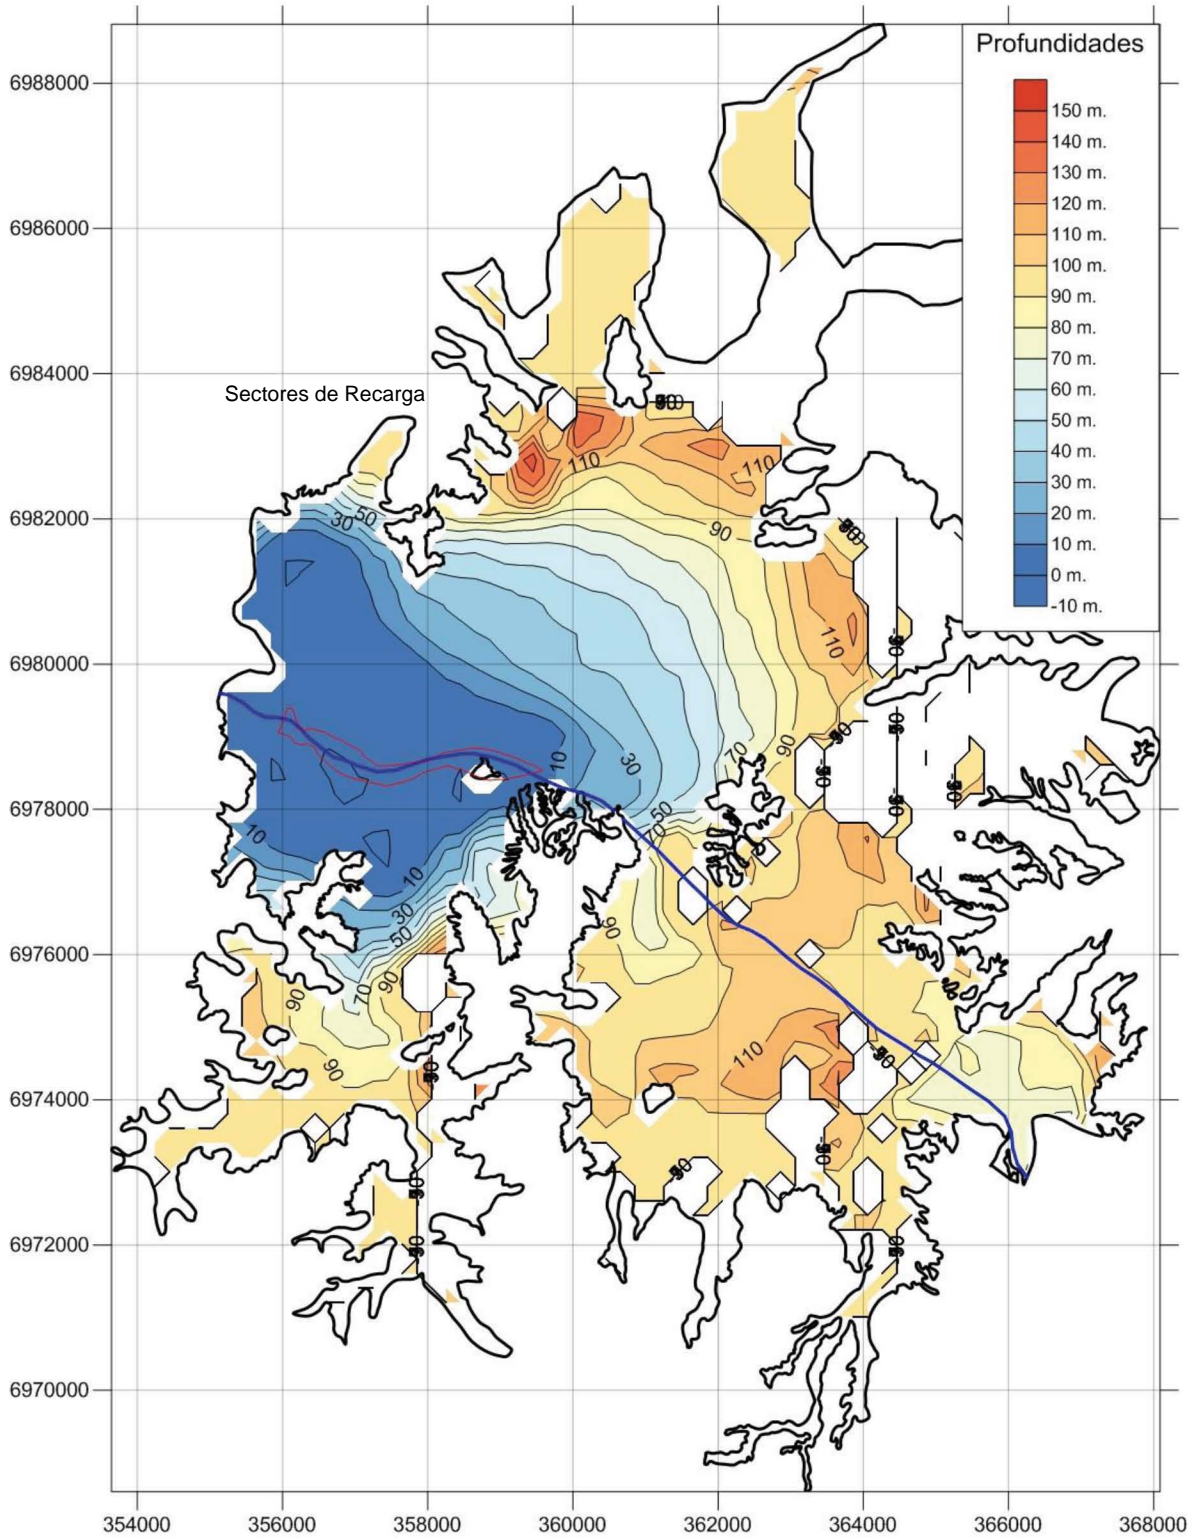 Profundidades
150 m.
140 m.
130 m.
120 m.
110 m.
100 m.
90 m.
80 m.
70 m.
60 m.
50 m.
40 m.
30 m.
20 m.
10 m.
0 m.
-10 m.
6988000
6986000
6984000
Sectores de Recarga
110
110
6982000
30
50
90
110
6980000
10
30
70
90
6978000
50
70
10
10
30
50
90
6976000
90
90
70
110
90
6974000
6972000
6970000
354000
356000
358000
360000
362000
364000
366000
368000